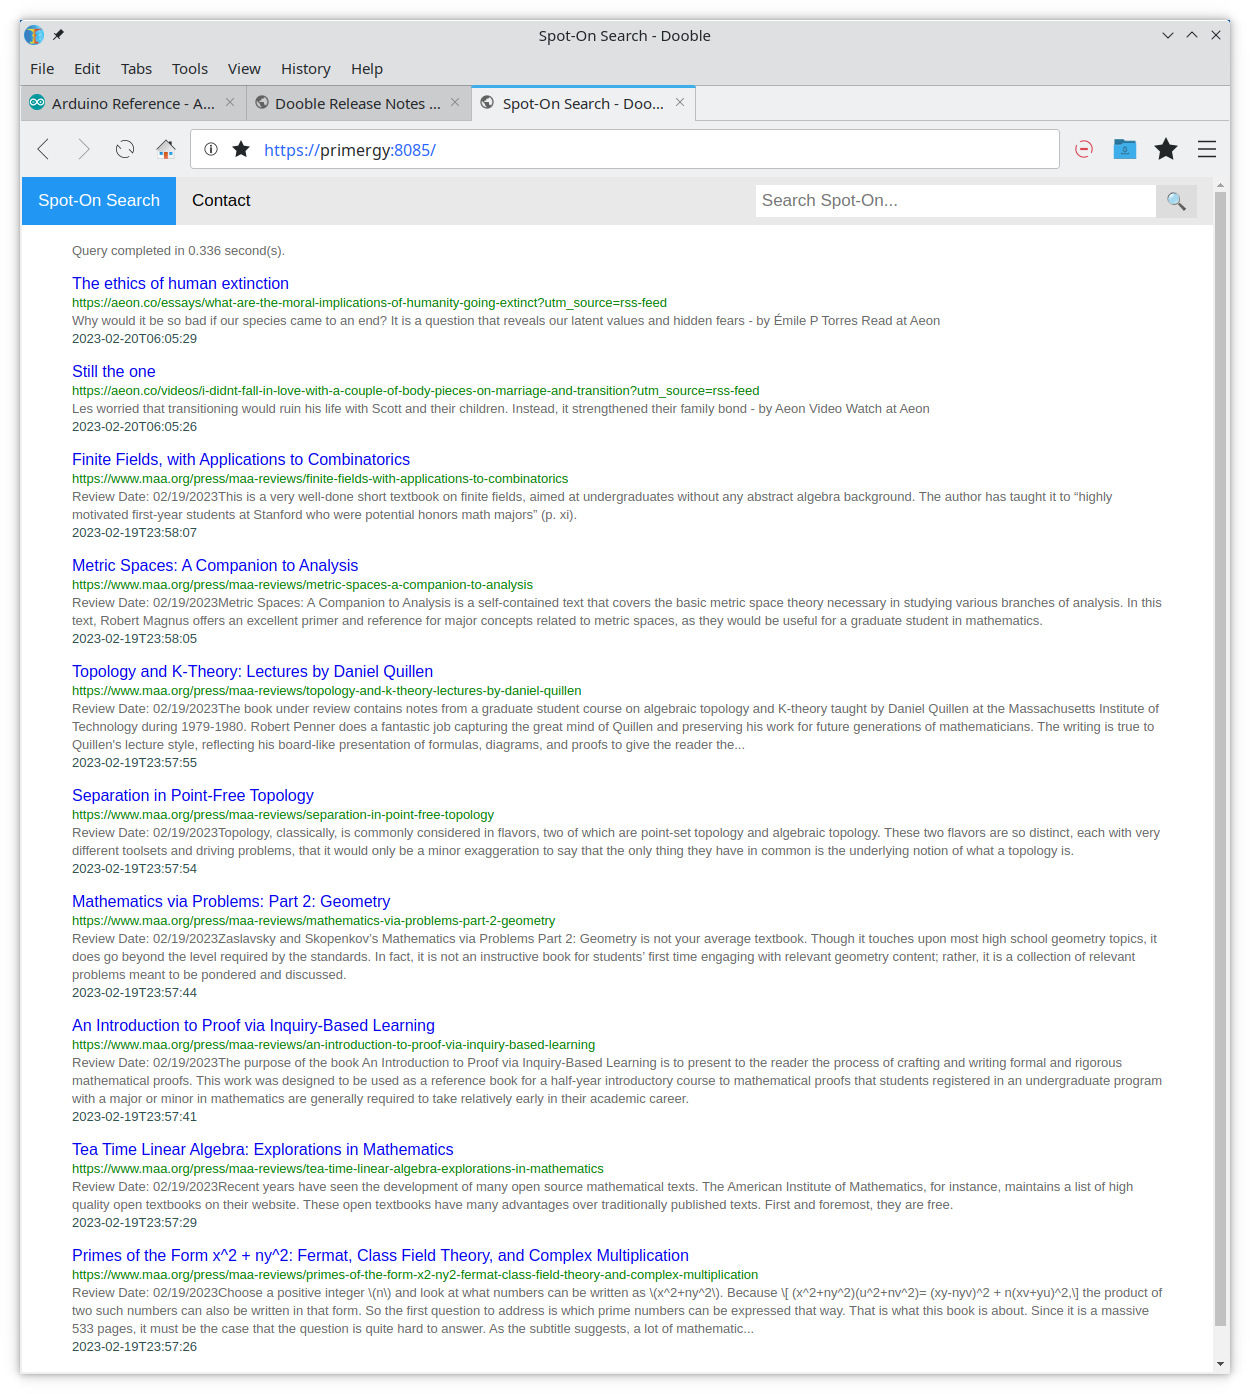 Spot-On Search - Dooble
File Edit Tabs Tools View History Help
Arduino Reference - A... Dooble Release Notes ... Spot-On Search - Doo...
https://primergy:8085/
Spot-On Search Contact Search Spot-On...
Query completed in 0.336 second(s).
The ethics of human extinction
https://aeon.co/essays/what-are-the-moral-implications-of-humanity-going-extinct?utm_source=rss-feed
Why would it be so bad if our species came to an end? It is a question that reveals our latent values and hidden fears - by Émile P Torres Read at Aeon
2023-02-20T06:05:29
Still the one
https://aeon.co/videos/i-didnt-fall-in-love-with-a-couple-of-body-pieces-on-marriage-and-transition?utm_source=rss-feed
Les worried that transitioning would ruin his life with Scott and their children. Instead, it strengthened their family bond - by Aeon Video Watch at Aeon
2023-02-20T06:05:26
Finite Fields, with Applications to Combinatorics
https://www.maa.org/press/maa-reviews/finite-fields-with-applications-to-combinatorics
Review Date: 02/19/2023This is a very well-done short textbook on finite fields, aimed at undergraduates without any abstract algebra background. The author has taught it to “highly
motivated first-year students at Stanford who were potential honors math majors” (p. xi).
2023-02-19T23:58:07
Metric Spaces: A Companion to Analysis
https://www.maa.org/press/maa-reviews/metric-spaces-a-companion-to-analysis
Review Date: 02/19/2023Metric Spaces: A Companion to Analysis is a self-contained text that covers the basic metric space theory necessary in studying various branches of analysis. In this
text, Robert Magnus offers an excellent primer and reference for major concepts related to metric spaces, as they would be useful for a graduate student in mathematics.
2023-02-19T23:58:05
Topology and K-Theory: Lectures by Daniel Quillen
https://www.maa.org/press/maa-reviews/topology-and-k-theory-lectures-by-daniel-quillen
Review Date: 02/19/2023The book under review contains notes from a graduate student course on algebraic topology and K-theory taught by Daniel Quillen at the Massachusetts Institute of
Technology during 1979-1980. Robert Penner does a fantastic job capturing the great mind of Quillen and preserving his work for future generations of mathematicians. The writing is true to
Quillen’s lecture style, reflecting his board-like presentation of formulas, diagrams, and proofs to give the reader the...
2023-02-19T23:57:55
Separation in Point-Free Topology
https://www.maa.org/press/maa-reviews/separation-in-point-free-topology
Review Date: 02/19/2023Topology, classically, is commonly considered in flavors, two of which are point-set topology and algebraic topology. These two flavors are so distinct, each with very
different toolsets and driving problems, that it would only be a minor exaggeration to say that the only thing they have in common is the underlying notion of what a topology is.
2023-02-19T23:57:54
Mathematics via Problems: Part 2: Geometry
https://www.maa.org/press/maa-reviews/mathematics-via-problems-part-2-geometry
Review Date: 02/19/2023Zaslavsky and Skopenkov’s Mathematics via Problems Part 2: Geometry is not your average textbook. Though it touches upon most high school geometry topics, it
does go beyond the level required by the standards. In fact, it is not an instructive book for students’ first time engaging with relevant geometry content; rather, it is a collection of relevant
problems meant to be pondered and discussed.
2023-02-19T23:57:44
An Introduction to Proof via Inquiry-Based Learning
https://www.maa.org/press/maa-reviews/an-introduction-to-proof-via-inquiry-based-learning
Review Date: 02/19/2023The purpose of the book An Introduction to Proof via Inquiry-Based Learning is to present to the reader the process of crafting and writing formal and rigorous
mathematical proofs. This work was designed to be used as a reference book for a half-year introductory course to mathematical proofs that students registered in an undergraduate program
with a major or minor in mathematics are generally required to take relatively early in their academic career.
2023-02-19T23:57:41
Tea Time Linear Algebra: Explorations in Mathematics
https://www.maa.org/press/maa-reviews/tea-time-linear-algebra-explorations-in-mathematics
Review Date: 02/19/2023Recent years have seen the development of many open source mathematical texts. The American Institute of Mathematics, for instance, maintains a list of high
quality open textbooks on their website. These open textbooks have many advantages over traditionally published texts. First and foremost, they are free.
2023-02-19T23:57:29
Primes of the Form x^2 + ny^2: Fermat, Class Field Theory, and Complex Multiplication
https://www.maa.org/press/maa-reviews/primes-of-the-form-x2-ny2-fermat-class-field-theory-and-complex-multiplication
Review Date: 02/19/2023Choose a positive integer \(n\) and look at what numbers can be written as \(x^2+ny^2\). Because \[ (x^2+ny^2)(u^2+nv^2)= (xy-nyv)^2 + n(xv+yu)^2,\] the product of
two such numbers can also be written in that form. So the first question to address is which prime numbers can be expressed that way. That is what this book is about. Since it is a massive
533 pages, it must be the case that the question is quite hard to answer. As the subtitle suggests, a lot of mathematic...
2023-02-19T23:57:26